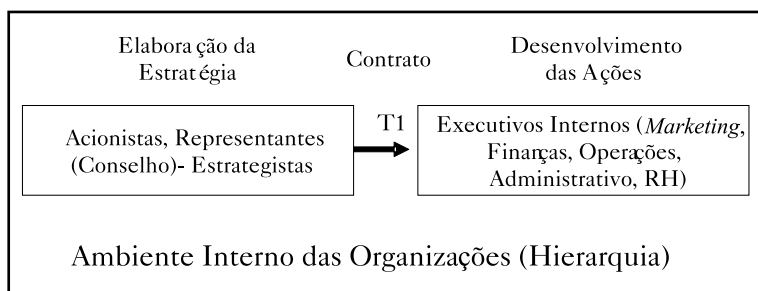 Elaboração da
Estratégia
Contrato
Desenvolvimento
das Ações
Acionistas, Representantes
(Conselho)- Estrategistas
T1
Executivos Internos (Marketing,
Finanças, Operações,
Administrativo, RH)
Ambiente Interno das Organizações (Hierarquia)